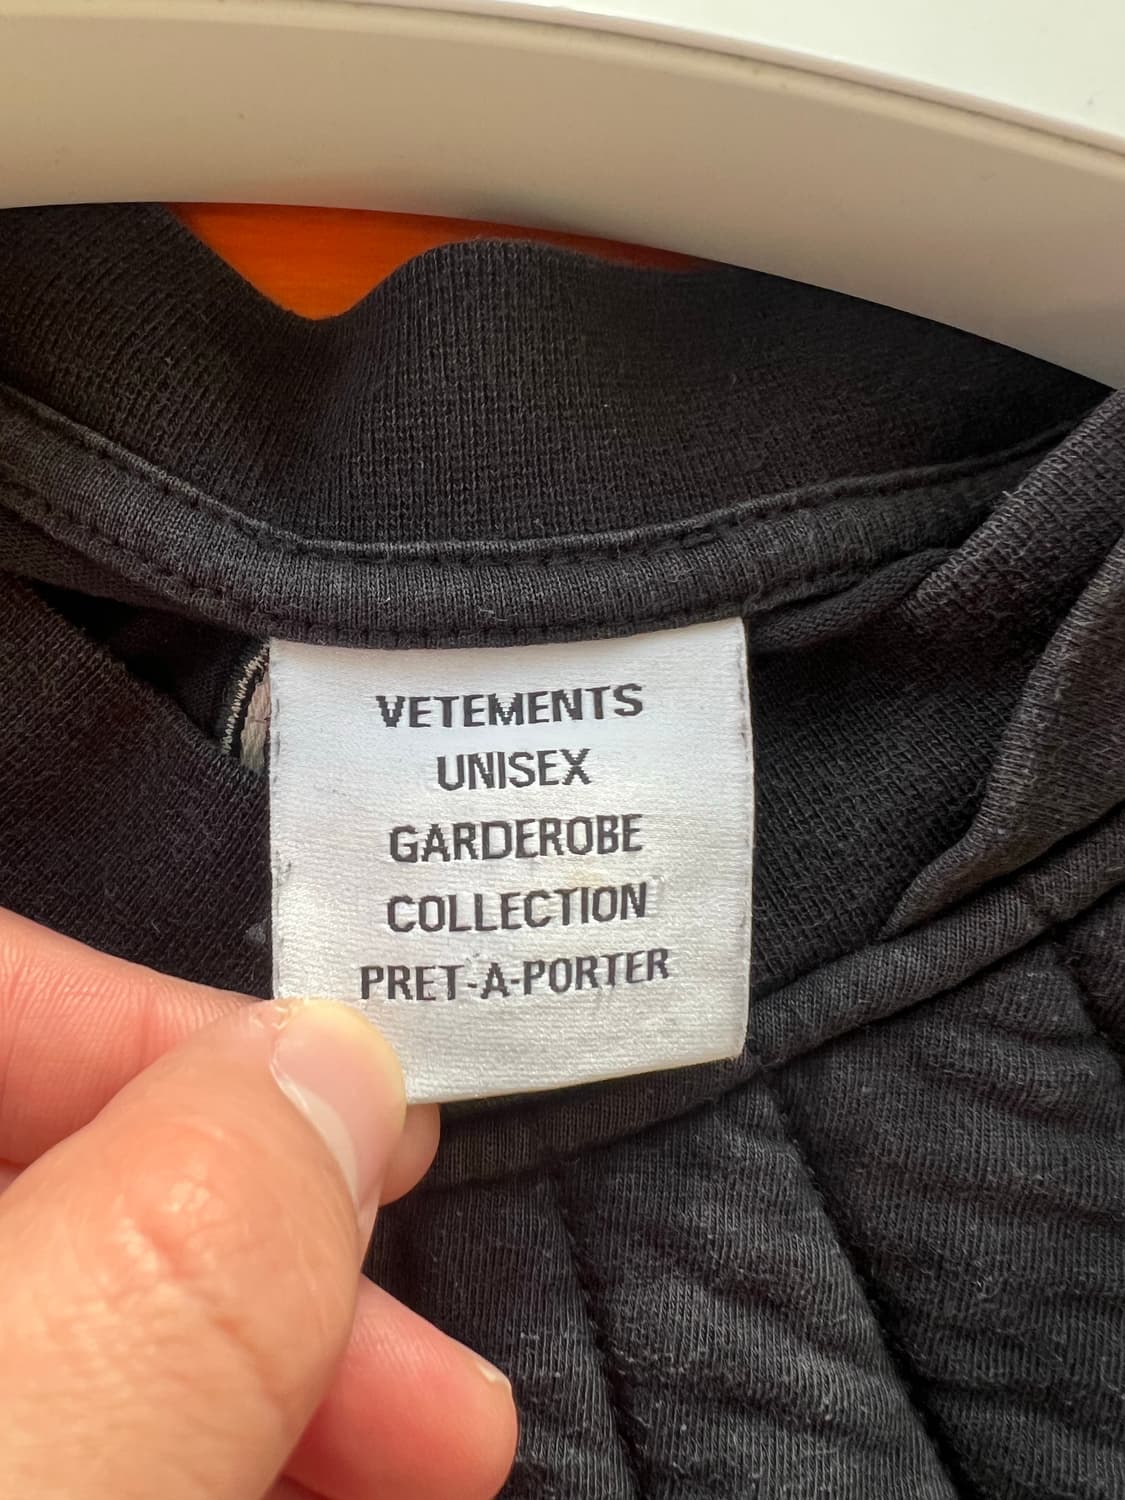 VETEMENTS
UNISEX
GARDEROBE
COLLECTION
PRET-A-PORTER